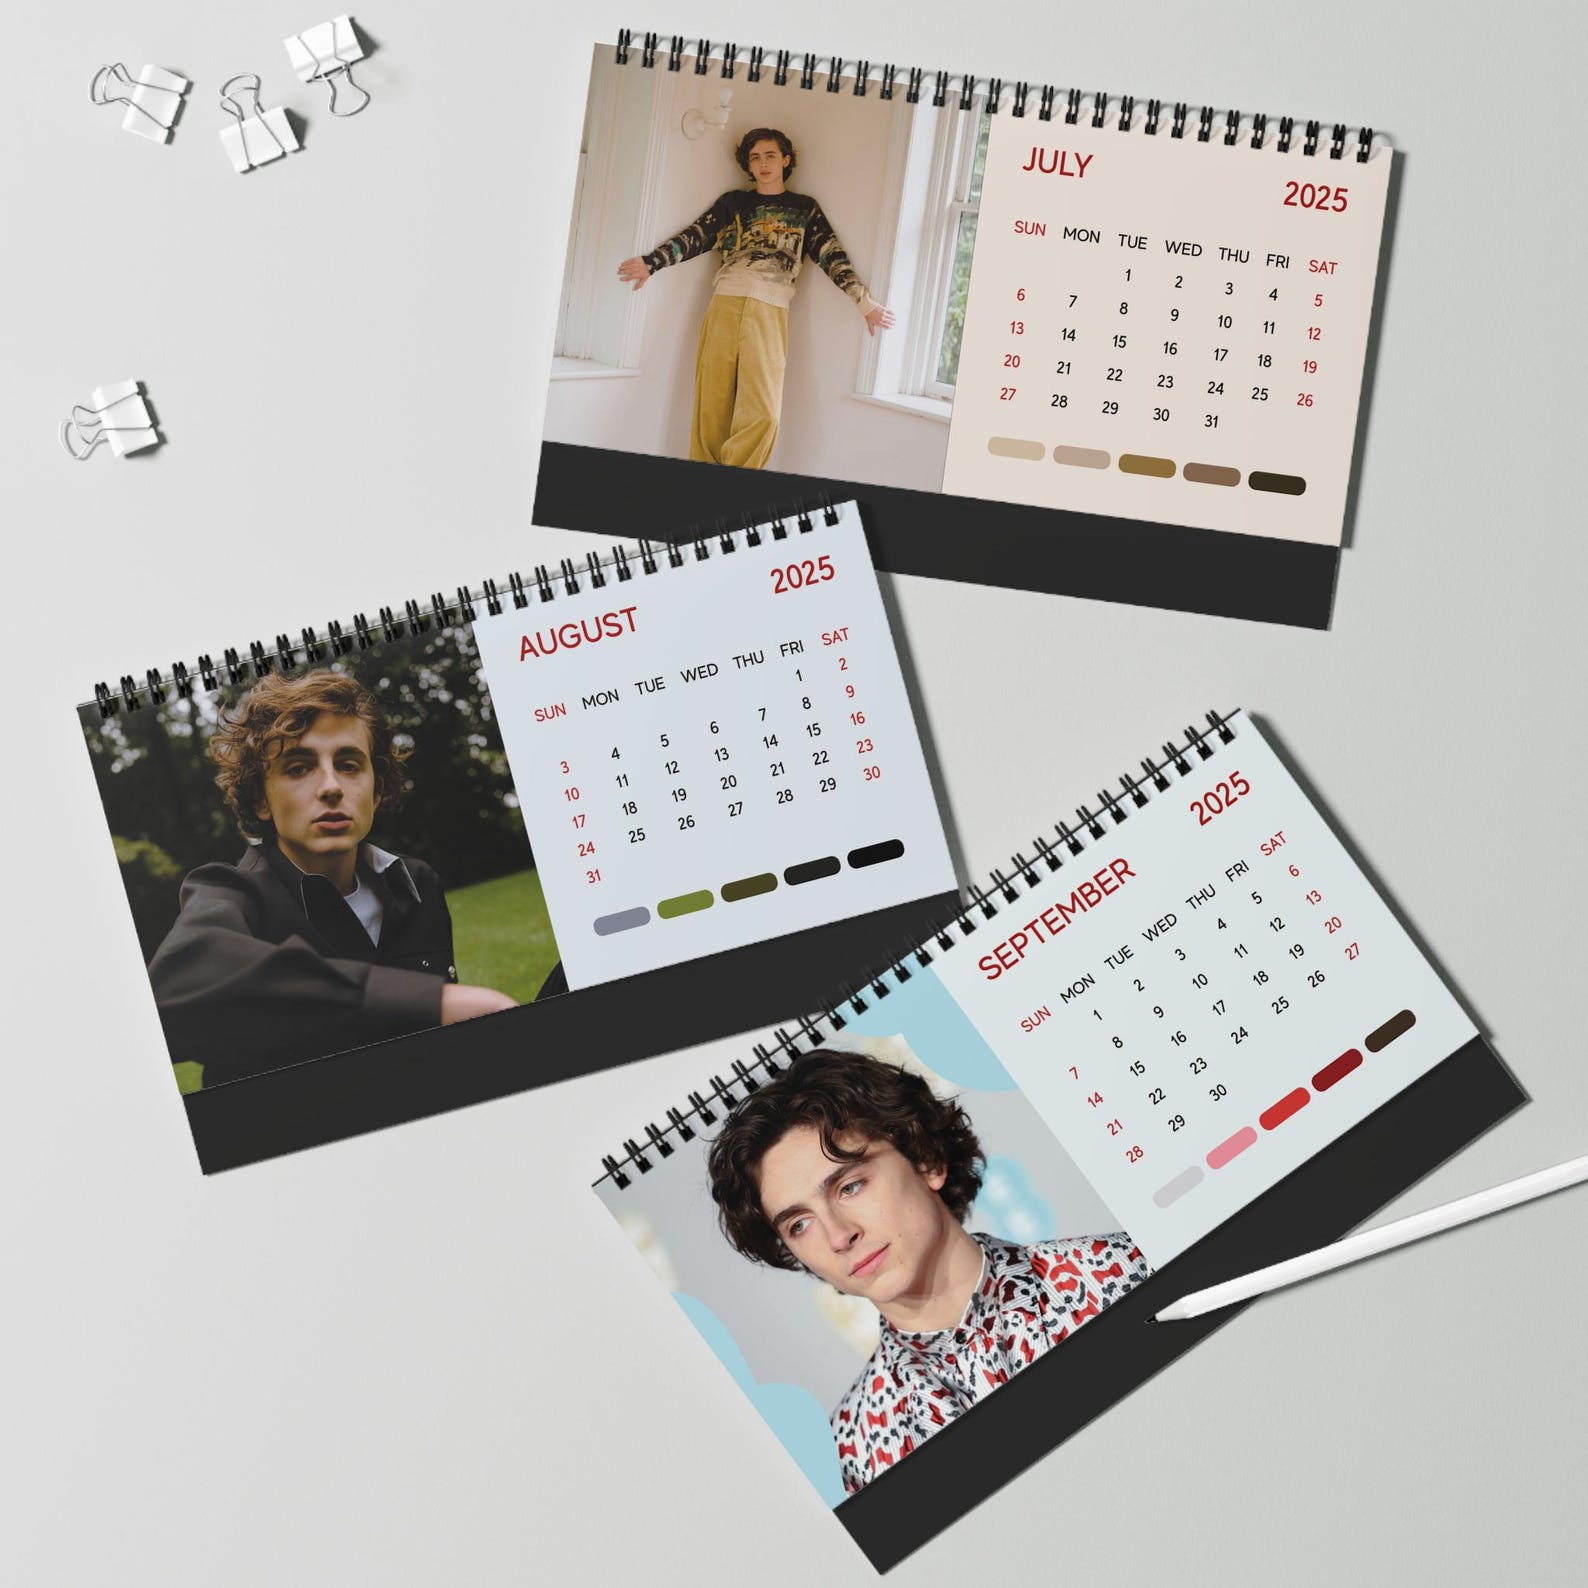 JULY
2025
SUN MON TUE WED THU FRI SAT
1 2 3 4 5
6 7 8 9 10 11 12
13 14 15 16 17 18 19
20 21 22 23 24 25 26
27 28 29 30 31
AUGUST
2025
SUN MON TUE WED THU FRI SAT
1 2
3 4 5 6 7 8 9
10 11 12 13 14 15 16
17 18 19 20 21 22 23
24 25 26 27 28 29 30
31
SEPTEMBER
2025
SUN MON TUE WED THU FRI SAT
1 2 3 4 5 6
7 8 9 10 11 12 13
14 15 16 17 18 19 20
21 22 23 24 25 26 27
28 29 30